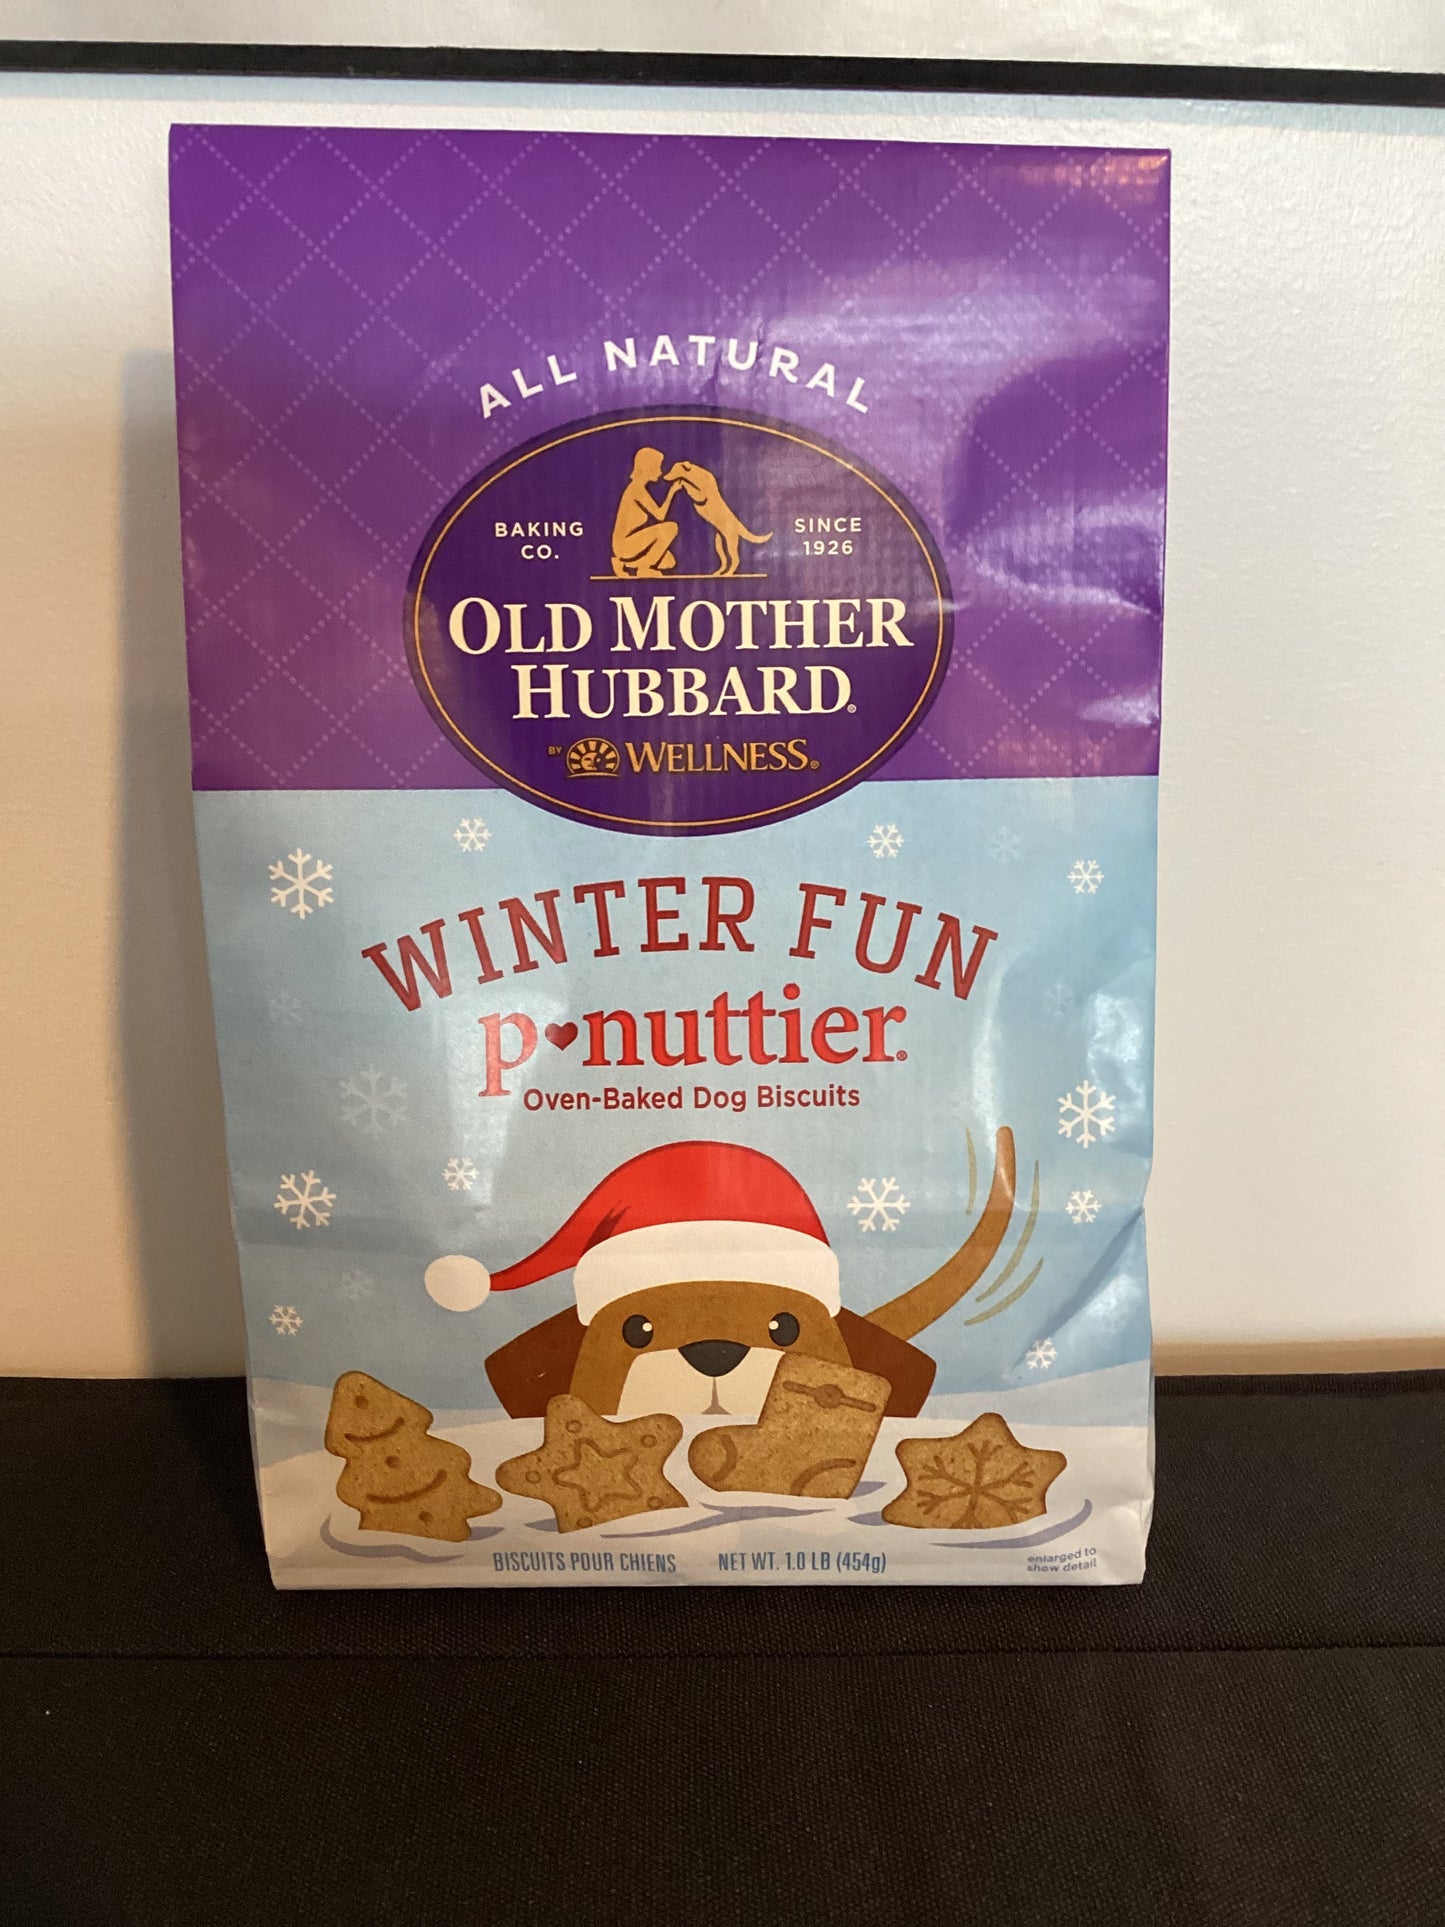 ALL NATURAL
BAKING CO.
SINCE 1926
OLD MOTHER
HUBBARD®
BY WELLNESS®
WINTER FUN
p♥nuttier®
Oven-Baked Dog Biscuits
BISCUITS POUR CHIENS NET WT. 1.0 LB (454g)
enlarged to
show detail